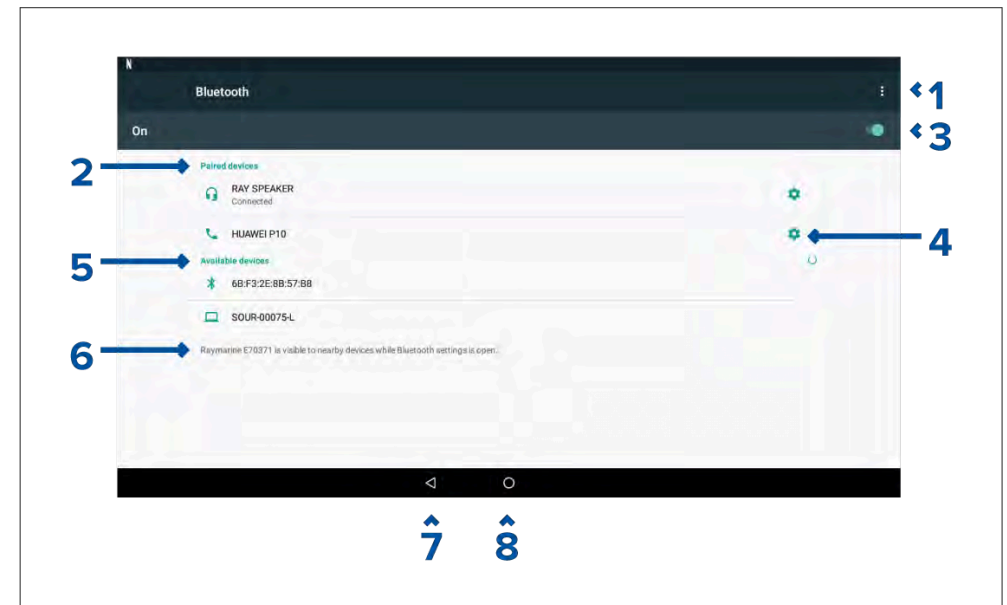 N
Bluetooth
1
On
3
2
Paired devices
RAY SPEAKER
Connected
HUAWEI P10
4
5
Available devices
6B:F3:2E:8B:57:B8
SOUR-00075-L
6
Raymarine E70371 is visible to nearby devices while Bluetooth settings is open.
7
8